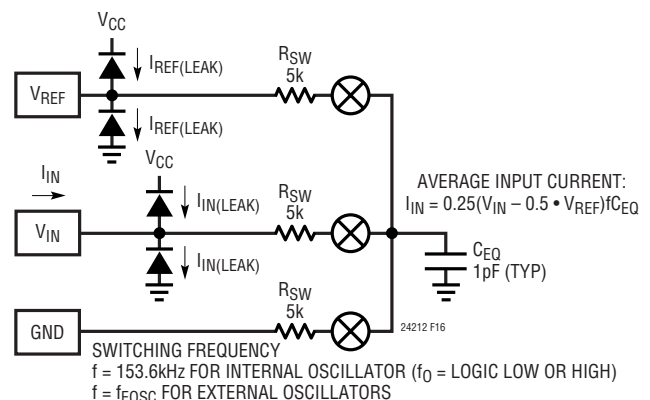 VCC
IREF(LEAK)
RSW
5k
VREF
IREF(LEAK)
VCC
IIN
IIN(LEAK)
RSW
5k
AVERAGE INPUT CURRENT:
IIN = 0.25(VIN – 0.5 • VREF)fCEQ
VIN
IIN(LEAK)
CEQ
1pF (TYP)
RSW
5k
GND
24212 F16
SWITCHING FREQUENCY
f = 153.6kHz FOR INTERNAL OSCILLATOR (fO = LOGIC LOW OR HIGH)
f = fEOSC FOR EXTERNAL OSCILLATORS